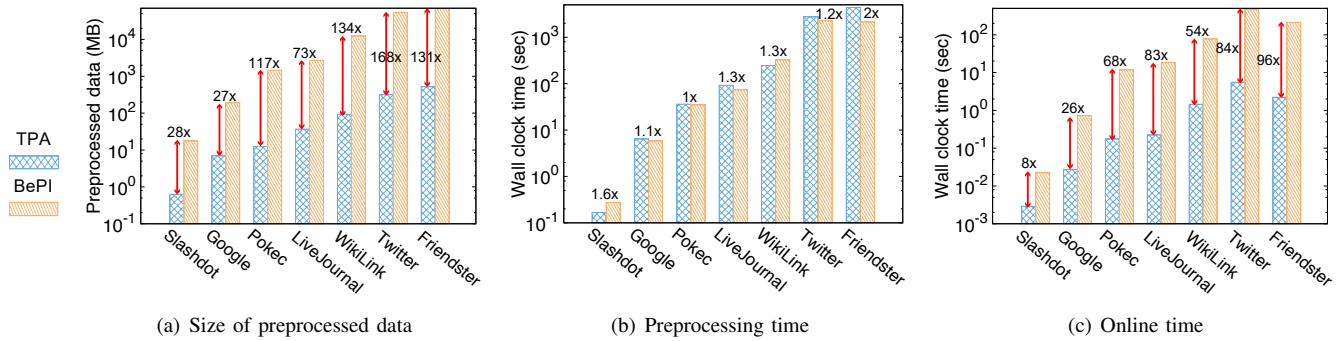 TPA
BePI
Preprocessed data (MB)
10^4
10^3
10^2
10^1
10^0
10^-1
28x
27x
117x
73x
134x
168x
131x
Slashdot
Google
Pokec
LiveJournal
WikiLink
Twitter
Friendster
(a) Size of preprocessed data
Wall clock time (sec)
10^3
10^2
10^1
10^0
10^-1
1.6x
1.1x
1x
1.3x
1.3x
1.2x
2x
Slashdot
Google
Pokec
LiveJournal
WikiLink
Twitter
Friendster
(b) Preprocessing time
Wall clock time (sec)
10^2
10^1
10^0
10^-1
10^-2
10^-3
8x
26x
68x
83x
54x
84x
96x
Slashdot
Google
Pokec
LiveJournal
WikiLink
Twitter
Friendster
(c) Online time